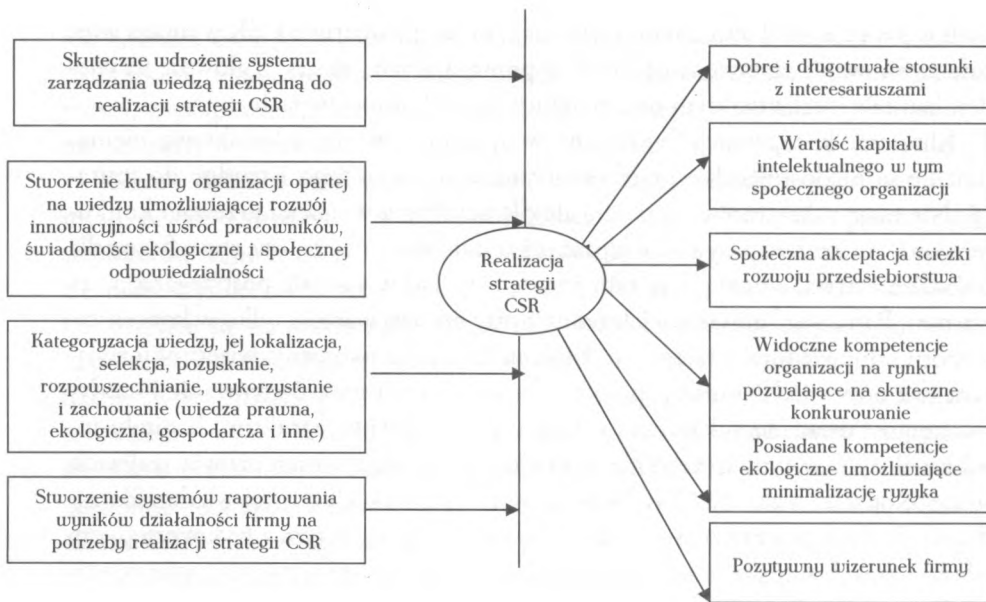 Skuteczne wdrożenie systemu
zarządzania wiedzą niezbędną do
realizacji strategii CSR
Stworzenie kultury organizacji opartej
na wiedzy umożliwiającej rozwój
innowacyjności wśród pracowników,
świadomości ekologicznej i społecznej
odpowiedzialności
Kategoryzacja wiedzy, jej lokalizacja,
selekcja, pozyskanie,
rozpowszechnianie, wykorzystanie
i zachowanie (wiedza prawna,
ekologiczna, gospodarcza i inne)
Stworzenie systemów raportowania
wyników działalności firmy na
potrzeby realizacji strategii CSR
Realizacja
strategii
CSR
Dobre i długotrwałe stosunki
z interesariuszami
Wartość kapitału
intelektualnego w tym
społecznego organizacji
Społeczna akceptacja ścieżki
rozwoju przedsiębiorstwa
Widoczne kompetencje
organizacji na rynku
pozwalające na skuteczne
konkurowanie
Posiadane kompetencje
ekologiczne umożliwiające
minimalizację ryzyka
Pozytywny wizerunek firmy